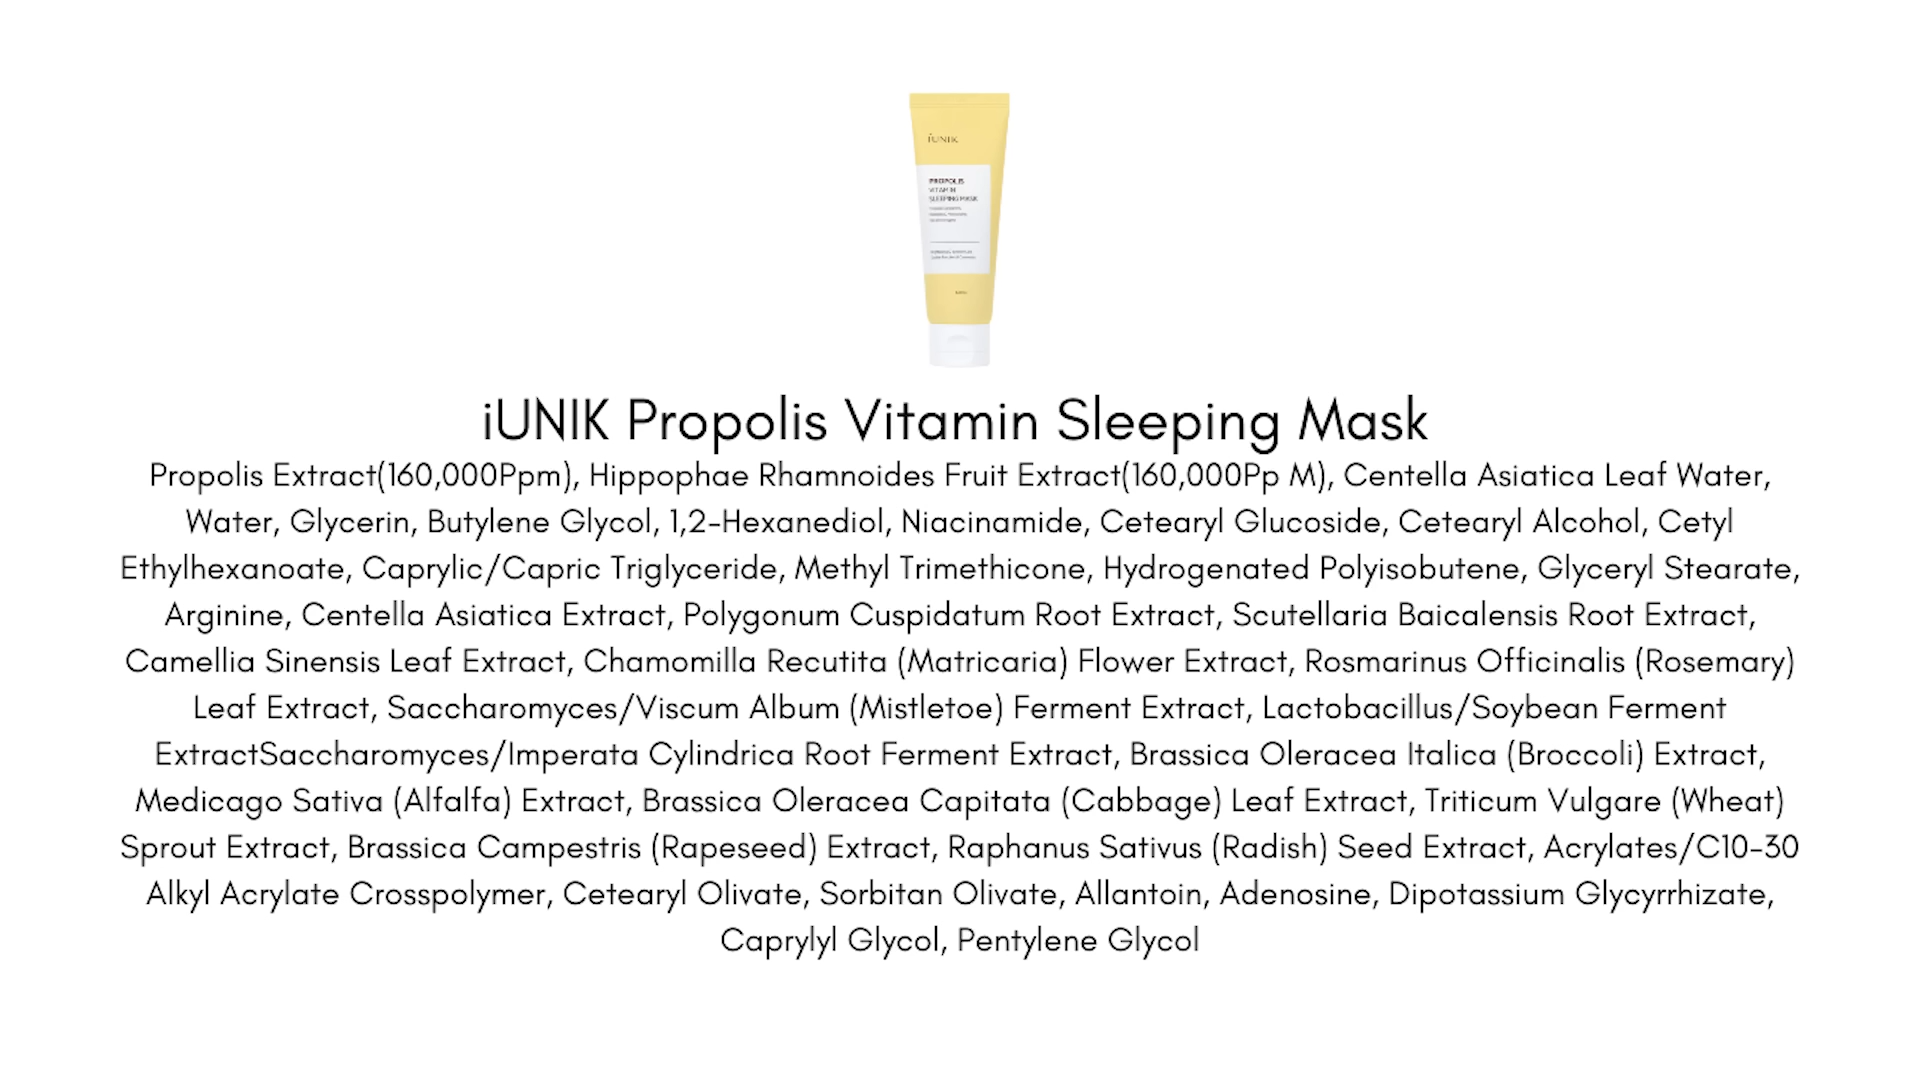 iUNIK
PROPOLIS
VITAMIN
SLEEPING MASK
iUNIK Propolis Vitamin Sleeping Mask
Propolis Extract(160,000Ppm), Hippophae Rhamnoides Fruit Extract(160,000Pp M), Centella Asiatica Leaf Water,
Water, Glycerin, Butylene Glycol, 1,2-Hexanediol, Niacinamide, Cetearyl Glucoside, Cetearyl Alcohol, Cetyl
Ethylhexanoate, Caprylic/Capric Triglyceride, Methyl Trimethicone, Hydrogenated Polyisobutene, Glyceryl Stearate,
Arginine, Centella Asiatica Extract, Polygonum Cuspidatum Root Extract, Scutellaria Baicalensis Root Extract,
Camellia Sinensis Leaf Extract, Chamomilla Recutita (Matricaria) Flower Extract, Rosmarinus Officinalis (Rosemary)
Leaf Extract, Saccharomyces/Viscum Album (Mistletoe) Ferment Extract, Lactobacillus/Soybean Ferment
ExtractSaccharomyces/Imperata Cylindrica Root Ferment Extract, Brassica Oleracea Italica (Broccoli) Extract,
Medicago Sativa (Alfalfa) Extract, Brassica Oleracea Capitata (Cabbage) Leaf Extract, Triticum Vulgare (Wheat)
Sprout Extract, Brassica Campestris (Rapeseed) Extract, Raphanus Sativus (Radish) Seed Extract, Acrylates/C10-30
Alkyl Acrylate Crosspolymer, Cetearyl Olivate, Sorbitan Olivate, Allantoin, Adenosine, Dipotassium Glycyrrhizate,
Caprylyl Glycol, Pentylene Glycol